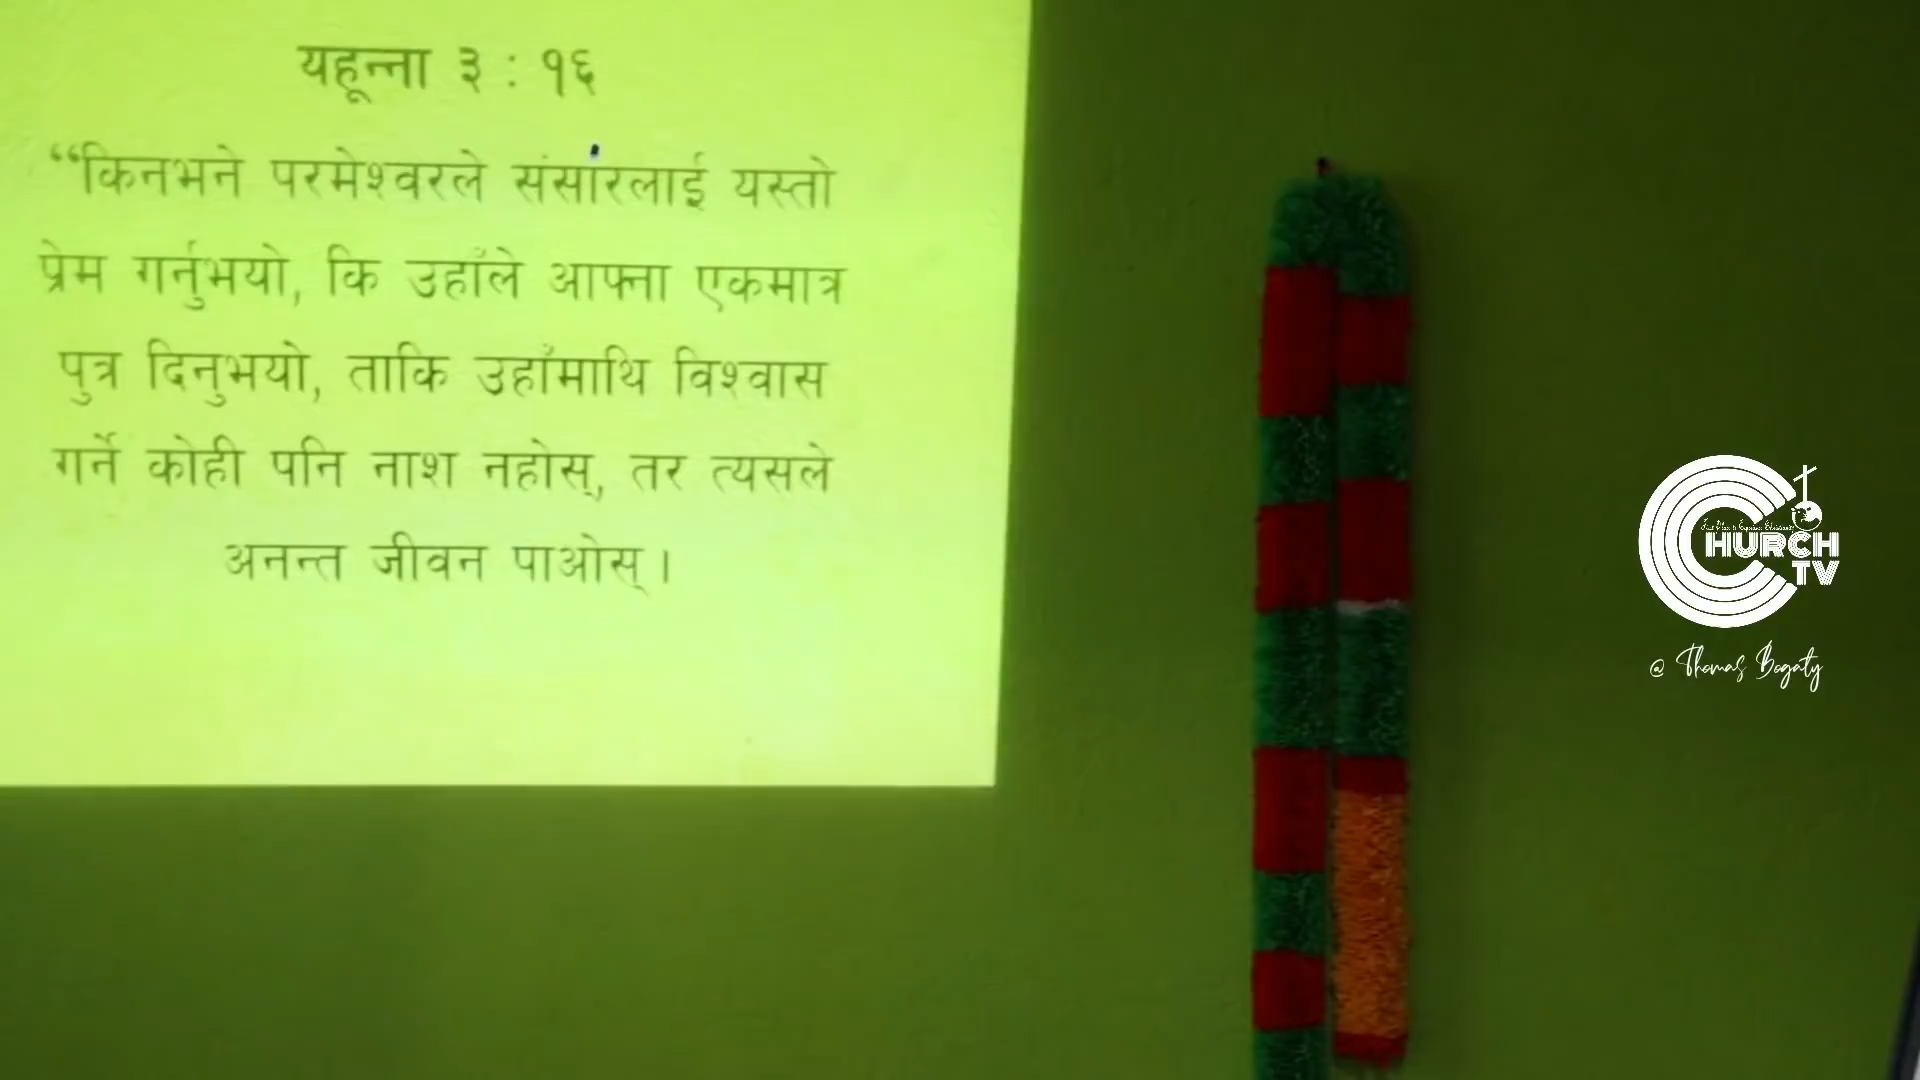 यहून्ना ३ : १६
“किनभने परमेश्वरले संसारलाई यस्तो
प्रेम गर्नुभयो, कि उहाँले आफ्ना एकमात्र
पुत्र दिनुभयो, ताकि उहाँमाथि विश्वास
गर्ने कोही पनि नाश नहोस्, तर त्यसले
अनन्त जीवन पाओस्।
CHURCH
TV
@ Thomas Bogaty